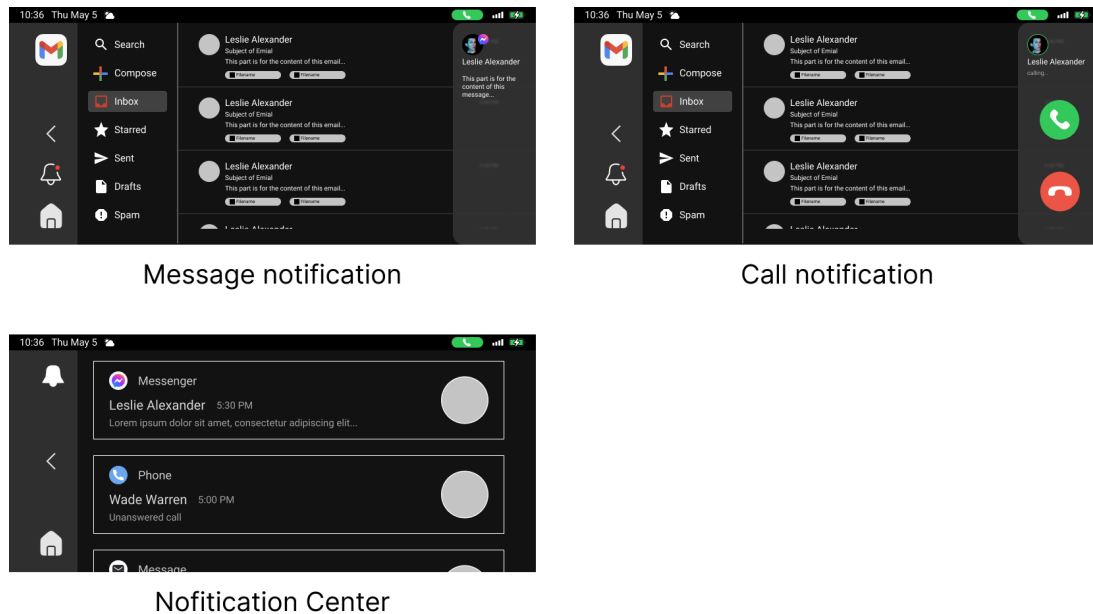 10:36 Thu May 5
Search
Compose
Inbox
Starred
Sent
Drafts
Spam
Leslie Alexander
Subject of Emial
This part is for the content of this email...
Filename Filename
Leslie Alexander
Subject of Emial
This part is for the content of this email...
Filename Filename
Leslie Alexander
Subject of Emial
This part is for the content of this email...
Filename Filename
Leslie Alexander
Leslie Alexander
This part is for the
content of this
message...
Message notification
10:36 Thu May 5
Search
Compose
Inbox
Starred
Sent
Drafts
Spam
Leslie Alexander
Subject of Emial
This part is for the content of this email...
Filename Filename
Leslie Alexander
Subject of Emial
This part is for the content of this email...
Filename Filename
Leslie Alexander
Subject of Emial
This part is for the content of this email...
Filename Filename
Leslie Alexander
Leslie Alexander
calling...
Call notification
10:36 Thu May 5
Messenger
Leslie Alexander 5:30 PM
Lorem ipsum dolor sit amet, consectetur adipiscing elit...
Phone
Wade Warren 5:00 PM
Unanswered call
Message
Nofitication Center